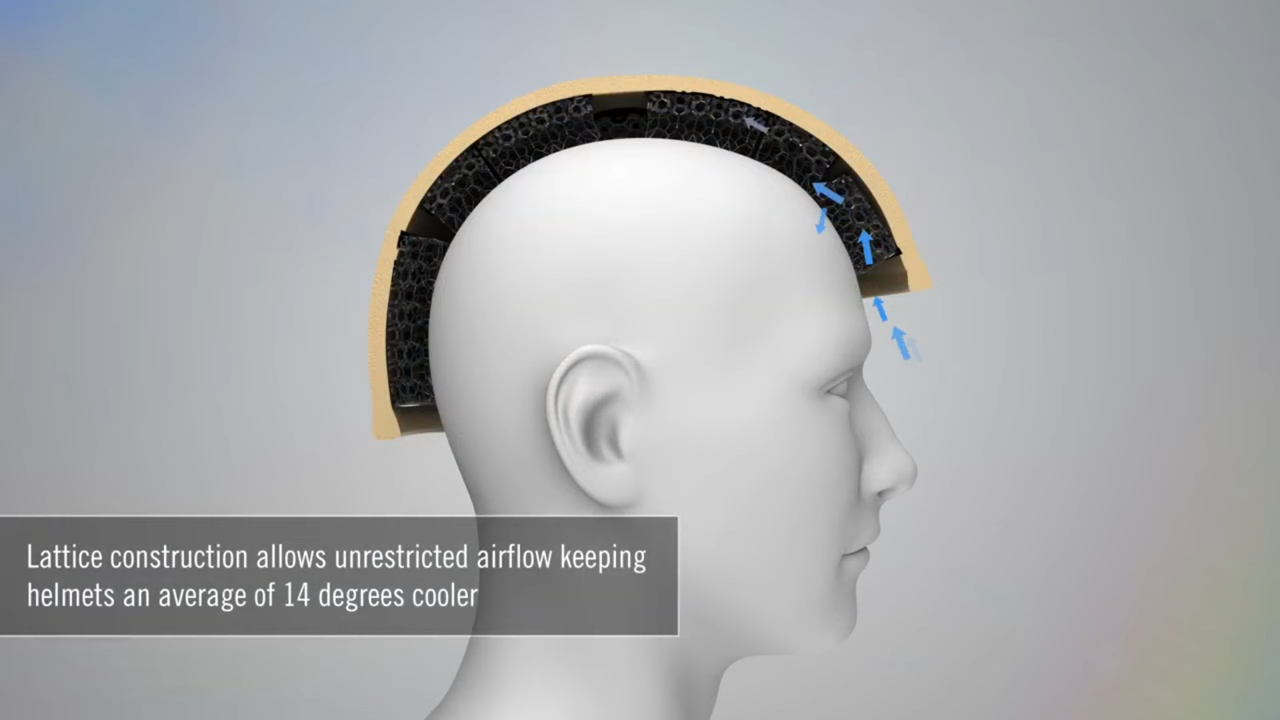 Lattice construction allows unrestricted airflow keeping
helmets an average of 14 degrees cooler